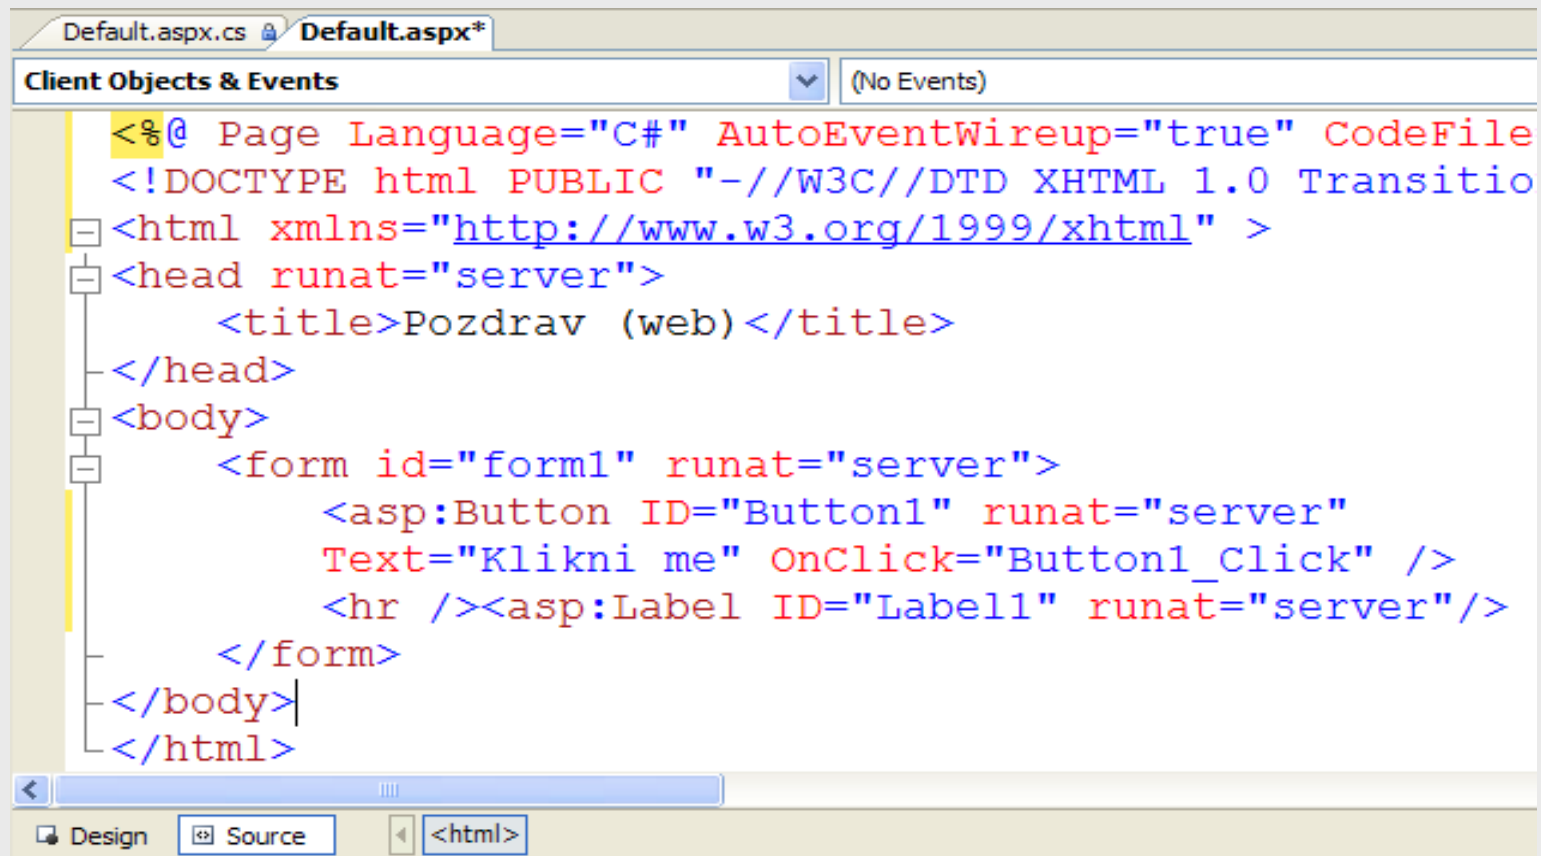 Default.aspx.cs Default.aspx*
Client Objects & Events (No Events)
<%@ Page Language="C#" AutoEventWireup="true" CodeFile
<!DOCTYPE html PUBLIC "-//W3C//DTD XHTML 1.0 Transitio
<html xmlns="http://www.w3.org/1999/xhtml" >
<head runat="server">
<title>Pozdrav (web)</title>
</head>
<body>
<form id="form1" runat="server">
<asp:Button ID="Button1" runat="server"
Text="Klikni me" OnClick="Button1_Click" />
<hr /><asp:Label ID="Label1" runat="server"/>
</form>
</body>
</html>
Design Source <html>